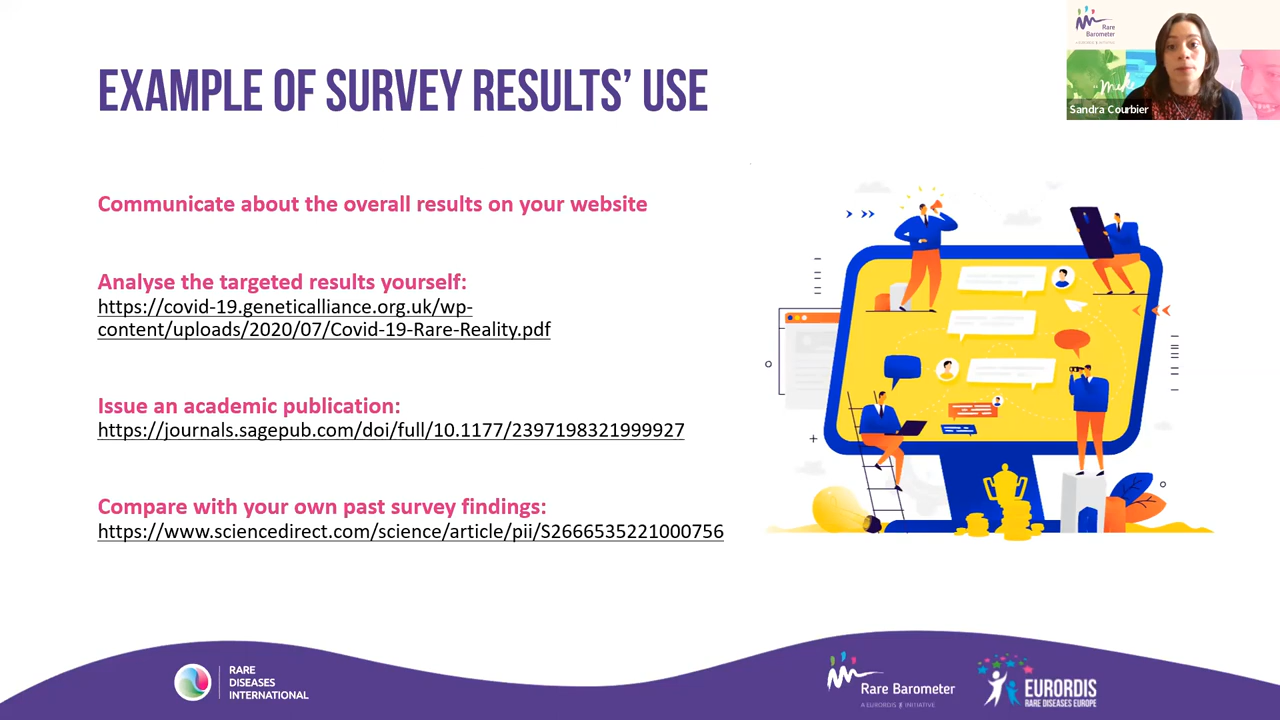 EXAMPLE OF SURVEY RESULTS’ USE
Rare
Barometer
A EURORDIS INITIATIVE
Sandra Courbier
Communicate about the overall results on your website
Analyse the targeted results yourself:
https://covid-19.geneticalliance.org.uk/wp-
content/uploads/2020/07/Covid-19-Rare-Reality.pdf
Issue an academic publication:
https://journals.sagepub.com/doi/full/10.1177/2397198321999927
Compare with your own past survey findings:
https://www.sciencedirect.com/science/article/pii/S2666535221000756
RARE
DISEASES
INTERNATIONAL
Rare Barometer
A EURORDIS INITIATIVE
EURORDIS
RARE DISEASES EUROPE